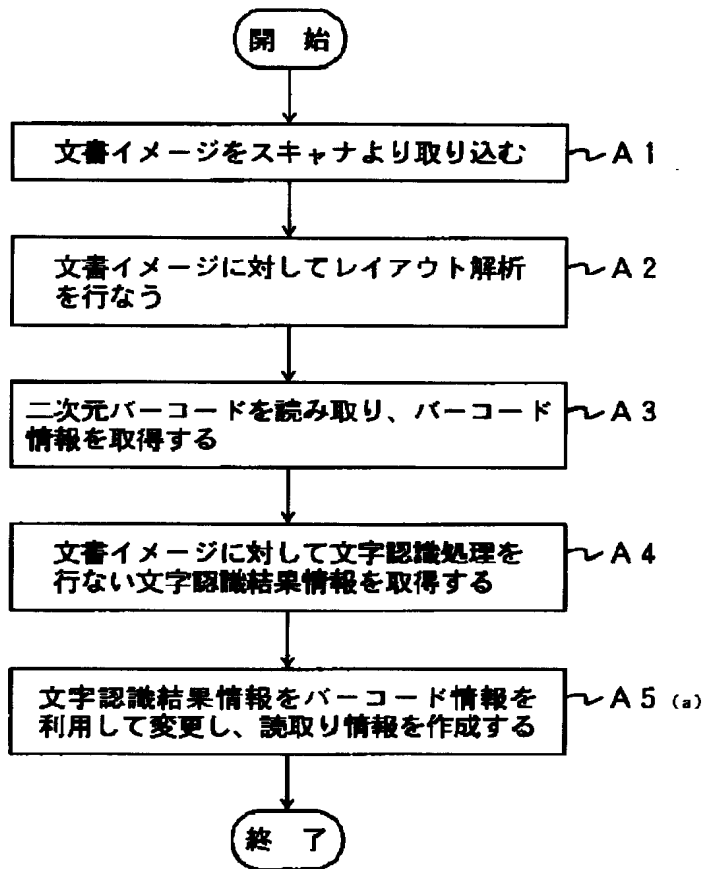 開 始
文書イメージをスキャナより取り込む
A1
文書イメージに対してレイアウト解析
を行なう
A2
二次元バーコードを読み取り、バーコード
情報を取得する
A3
文書イメージに対して文字認識処理を
行ない文字認識結果情報を取得する
A4
文字認識結果情報をバーコード情報を
利用して変更し、読取り情報を作成する
A5 (a)
終 了